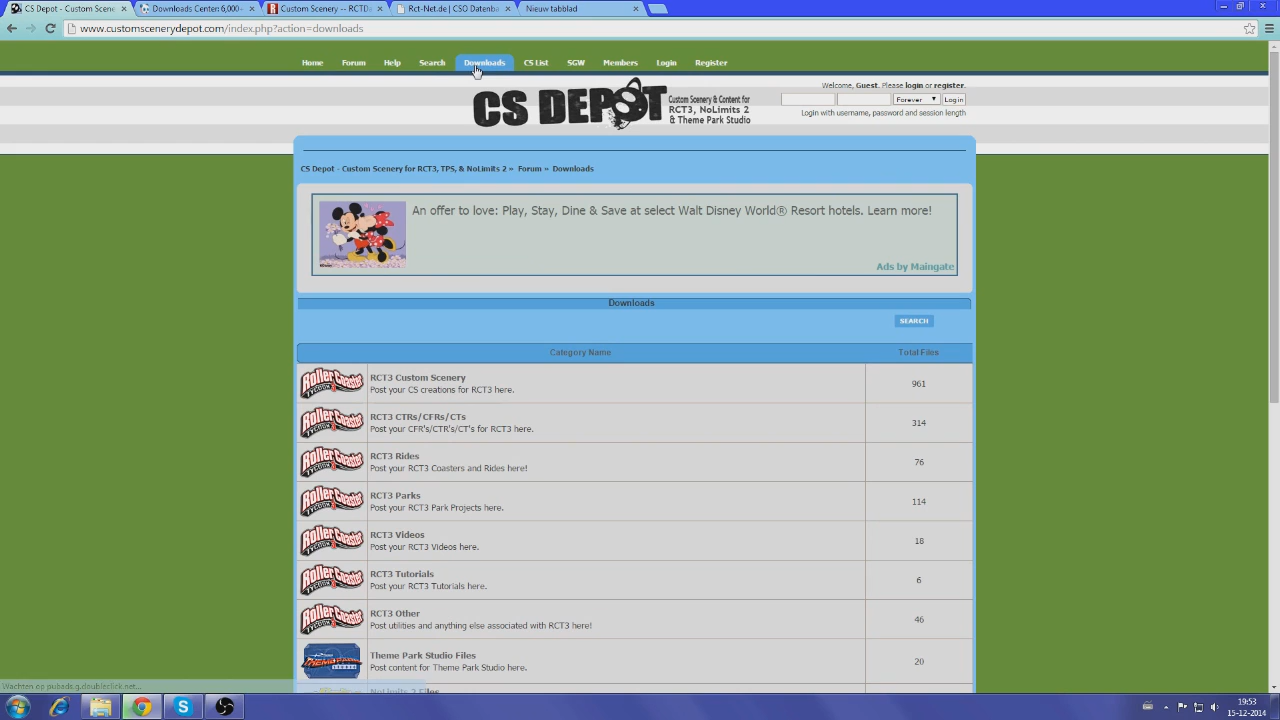 CS Depot - Custom Scene
Downloads Center: 6,000+
Custom Scenery -- RCTDa
Rct-Net.de | CSO Datenba
Nieuw tabblad
www.customscenerydepot.com/index.php?action=downloads
Home Forum Help Search Downloads CS List SGW Members Login Register
Welcome, Guest. Please login or register.
Forever Login
Login with username, password and session length
CS DEPOT
Custom Scenery & Content for
RCT3, NoLimits 2
& Theme Park Studio
CS Depot - Custom Scenery for RCT3, TPS, & NoLimits 2 » Forum » Downloads
An offer to love: Play, Stay, Dine & Save at select Walt Disney World® Resort hotels. Learn more!
Ads by Maingate
Downloads
SEARCH
Category Name Total Files
RCT3 Custom Scenery
Post your CS creations for RCT3 here.
961
RCT3 CTRs/CFRs/CTs
Post your CFR's/CTR's/CT's for RCT3 here.
314
RCT3 Rides
Post your RCT3 Coasters and Rides here!
76
RCT3 Parks
Post your RCT3 Park Projects here.
114
RCT3 Videos
Post your RCT3 Videos here.
18
RCT3 Tutorials
Post your RCT3 Tutorials here.
6
RCT3 Other
Post utilities and anything else associated with RCT3 here!
46
Theme Park Studio Files
Post content for Theme Park Studio here.
20
NoLimits 2 Files
Wachten op pubads.g.doubleclick.net...
19:53
15-12-2014